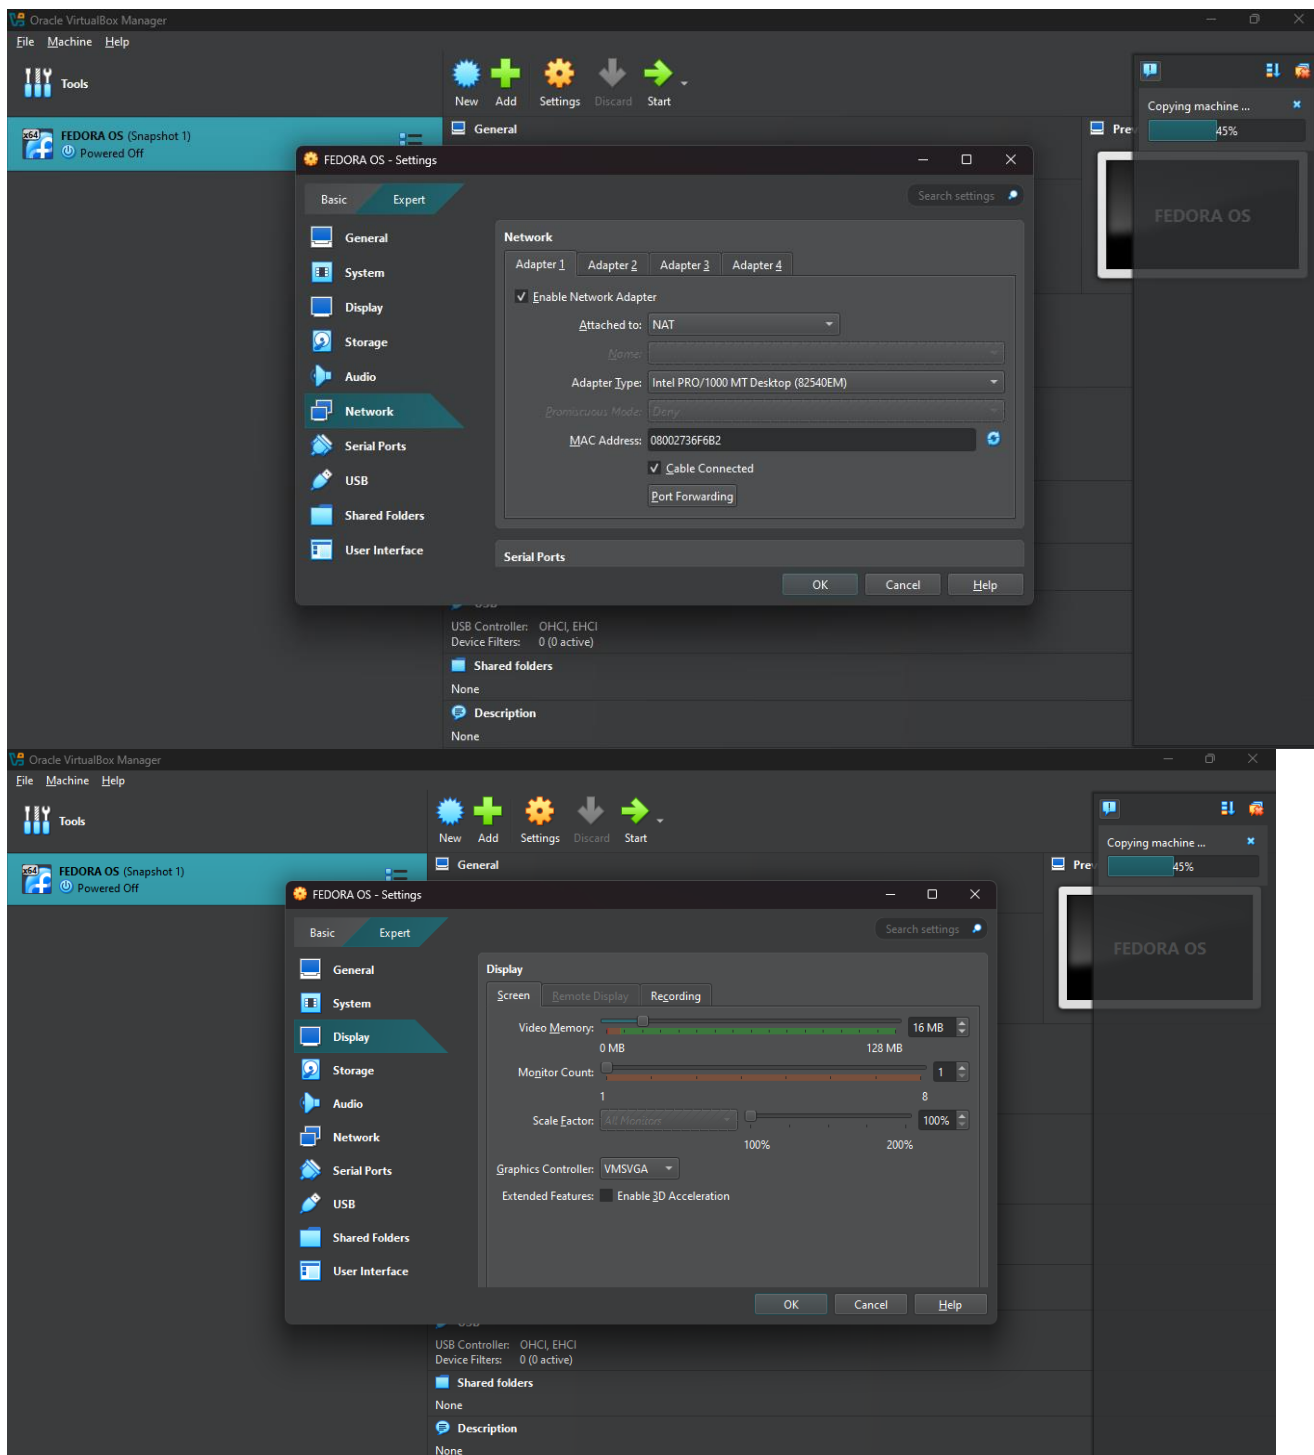 Oracle VirtualBox Manager
File Machine Help
Tools
New Add Settings Discard Start
Copying machine ...
45%
x64
FEDORA OS (Snapshot 1)
Powered Off
General
FEDORA OS
FEDORA OS - Settings
Basic Expert Search settings
General
System
Display
Storage
Audio
Network
Serial Ports
USB
Shared Folders
User Interface
Network
Adapter 1 Adapter 2 Adapter 3 Adapter 4
Enable Network Adapter
Attached to: NAT
Name:
Adapter Type: Intel PRO/1000 MT Desktop (82540EM)
Promiscuous Mode: Deny
MAC Address: 08002736F6B2
Cable Connected
Port Forwarding
Serial Ports
OK Cancel Help
USB Controller: OHCI, EHCI
Device Filters: 0 (0 active)
Shared folders
None
Description
None
Oracle VirtualBox Manager
File Machine Help
Tools
New Add Settings Discard Start
Copying machine ...
45%
x64
FEDORA OS (Snapshot 1)
Powered Off
General
FEDORA OS
FEDORA OS - Settings
Basic Expert Search settings
General
System
Display
Storage
Audio
Network
Serial Ports
USB
Shared Folders
User Interface
Display
Screen Remote Display Recording
Video Memory: 16 MB
0 MB 128 MB
Monitor Count: 1
1 8
Scale Factor: All Monitors 100%
100% 200%
Graphics Controller: VMSVGA
Extended Features: Enable 3D Acceleration
OK Cancel Help
USB Controller: OHCI, EHCI
Device Filters: 0 (0 active)
Shared folders
None
Description
None